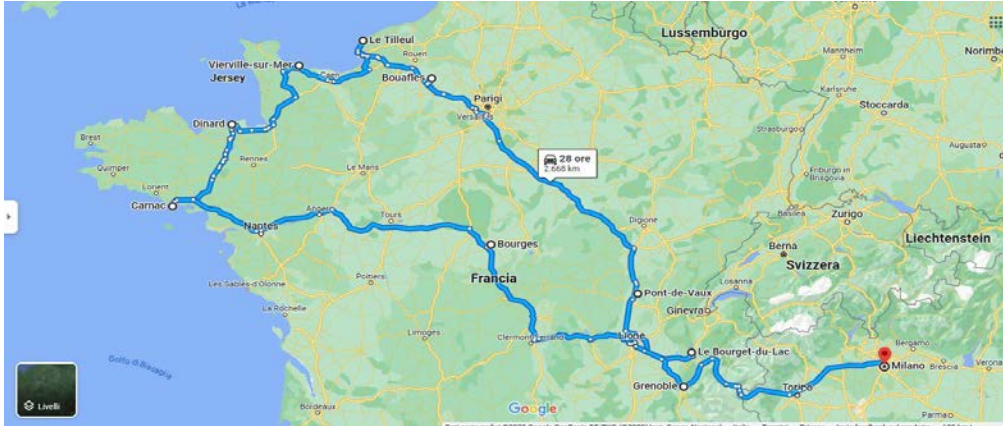 Le Tilleul
Lussemburgo
Rouen
Mannheim
Norimb
Vierville-sur-Mer
Jersey
Caen
Bouafles
Karlsruhe
Parigi
Versailles
Stoccarda
Dinard
Strasburgo
Brest
Rennes
Le Mans
28 ore
2.668 km
Augusta
Quimper
Lorient
Friburgo in
Brisgovia
Carnac
Angers
Tours
Digione
Basilea
Zurigo
Nantes
Bourges
Berna
Liechtenstein
Svizzera
Francia
Les Sables-d'Olonne
Poitiers
Pont-de-Vaux
Losanna
Ginevra
La Rochelle
Limoges
Clermont-Ferrand
Lione
Le Bourget-du-Lac
Bergamo
Milano
Brescia
Verona
Golfo di Biscaglia
Grenoble
Torino
Livelli
Bordeaux
Google
Parma